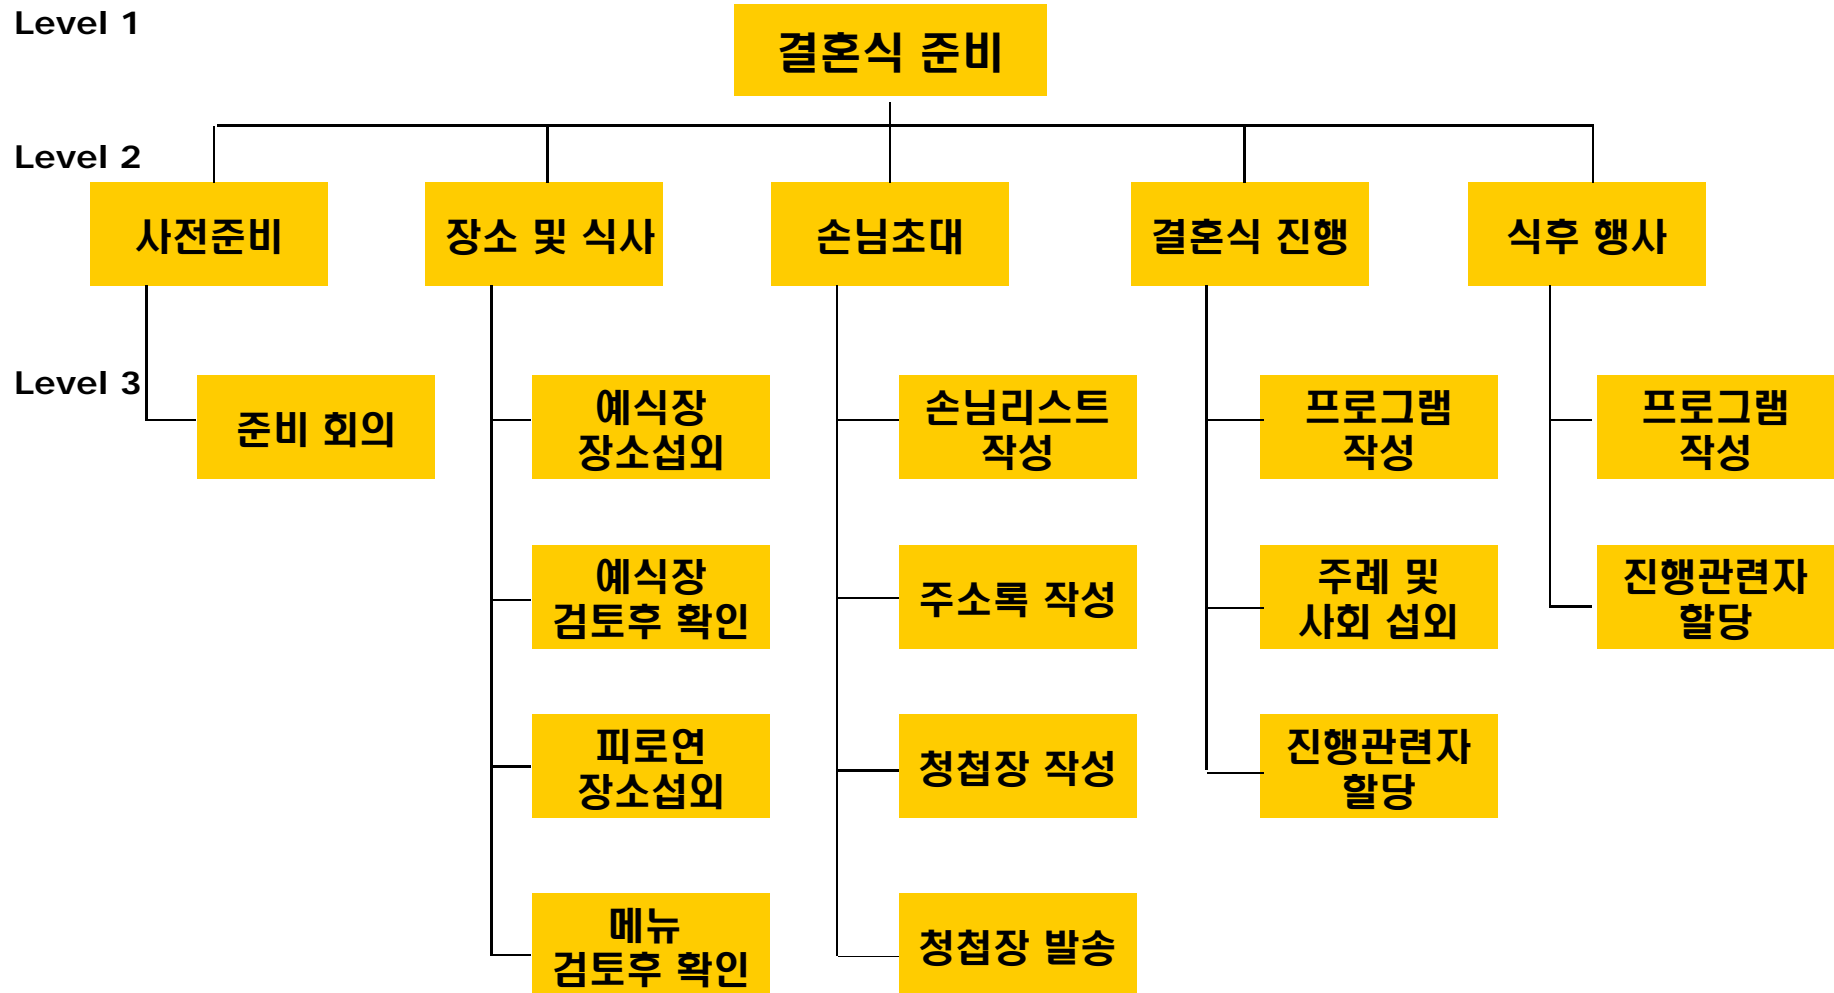 Level 1
결혼식 준비
Level 2
사전준비
장소 및 식사
손님초대
결혼식 진행
식후 행사
Level 3
준비 회의
예식장
장소섭외
손님리스트
작성
프로그램
작성
프로그램
작성
예식장
검토후 확인
주소록 작성
주례 및
사회 섭외
진행관련자
할당
피로연
장소섭외
청첩장 작성
진행관련자
할당
메뉴
검토후 확인
청첩장 발송